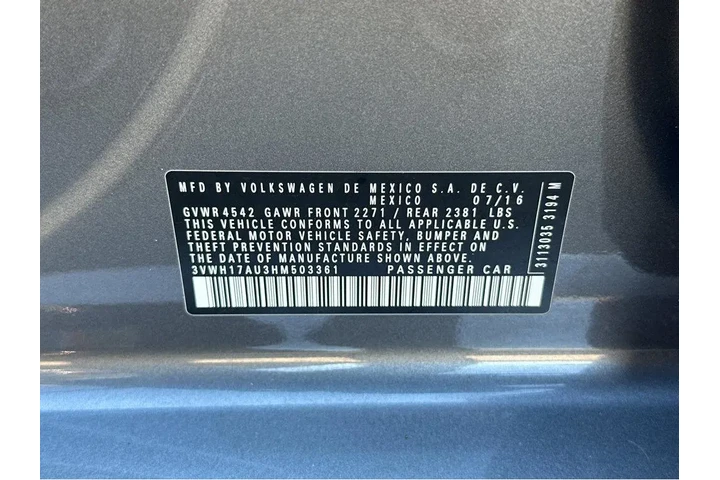 MFD BY VOLKSWAGEN DE MEXICO S.A. DE C.V.
MEXICO 07/16
GVWR 4542 GAWR FRONT 2271 / REAR 2381 LBS
THIS VEHICLE CONFORMS TO ALL APPLICABLE U.S.
FEDERAL MOTOR VEHICLE SAFETY, BUMPER AND
THEFT PREVENTION STANDARDS IN EFFECT ON
THE DATE OF MANUFACTURE SHOWN ABOVE
3VWH17AU3HM503361 PASSENGER CAR
3113035 3194 M